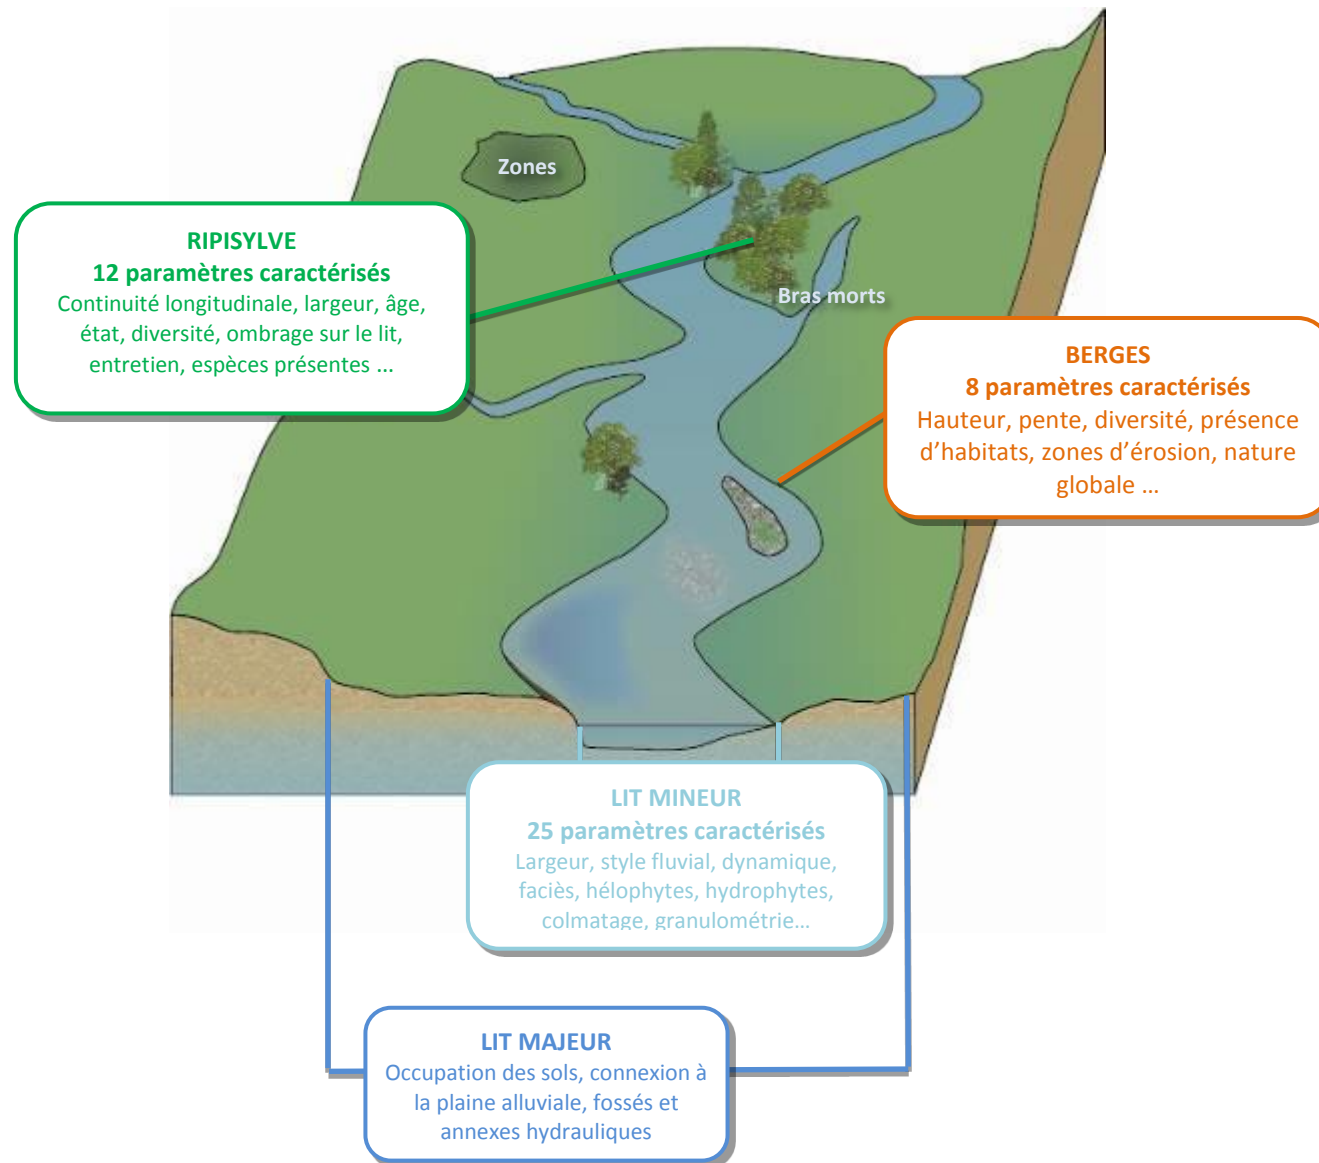 Zones
RIPISYLVE
12 paramètres caractérisés
Continuité longitudinale, largeur, âge,
état, diversité, ombrage sur le lit,
entretien, espèces présentes ...
Bras morts
BERGES
8 paramètres caractérisés
Hauteur, pente, diversité, présence
d’habitats, zones d’érosion, nature
globale ...
LIT MINEUR
25 paramètres caractérisés
Largeur, style fluvial, dynamique,
faciès, hélophytes, hydrophytes,
colmatage, granulométrie...
LIT MAJEUR
Occupation des sols, connexion à
la plaine alluviale, fossés et
annexes hydrauliques